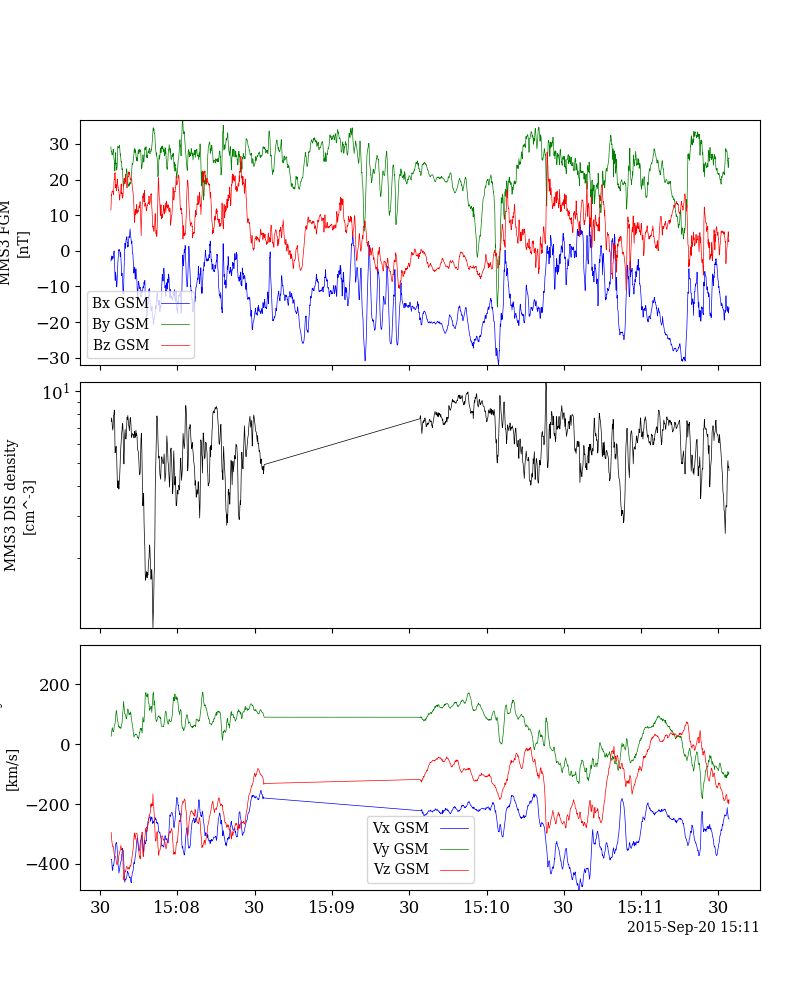 MMS3 FGM
[nT]
30
20
10
0
−10
−20
−30
Bx GSM
By GSM
Bz GSM
MMS3 DIS density
[cm^-3]
10^1
[km/s]
200
0
−200
−400
Vx GSM
Vy GSM
Vz GSM
30 15:08 30 15:09 30 15:10 30 15:11 30
2015-Sep-20 15:11